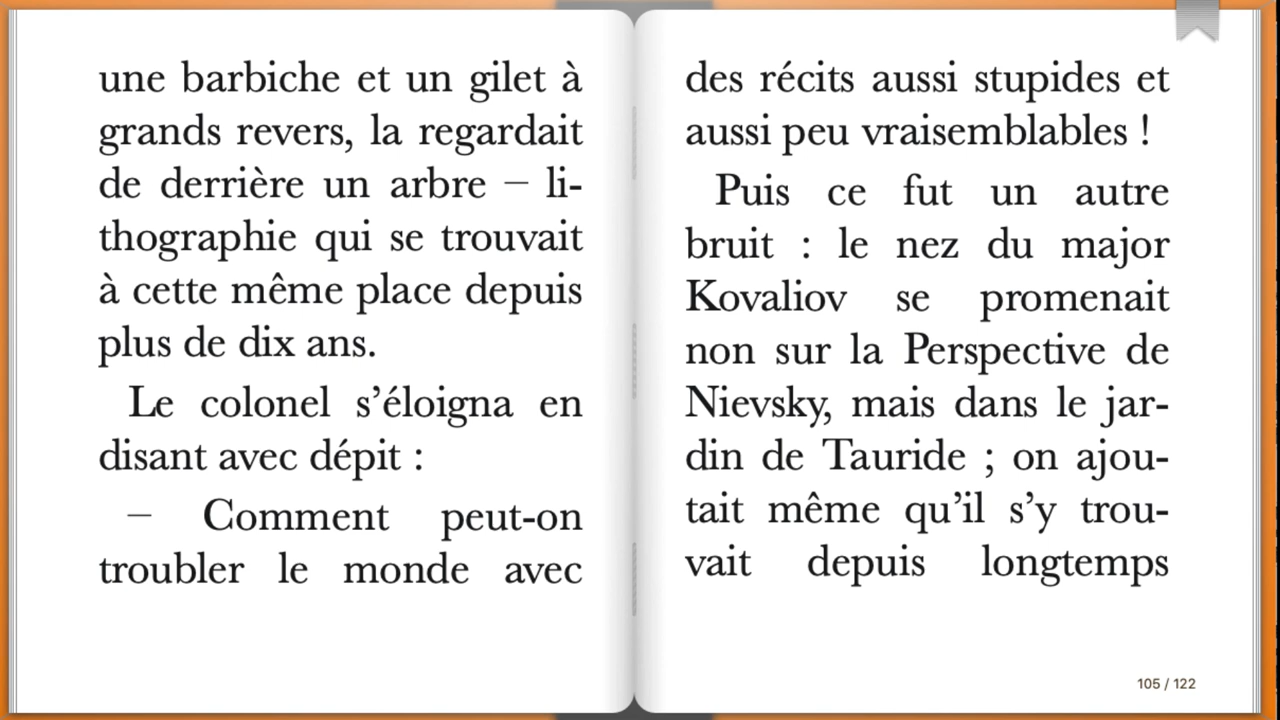 une barbiche et un gilet à
grands revers, la regardait
de derrière un arbre – li-
thographie qui se trouvait
à cette même place depuis
plus de dix ans.
Le colonel s’éloigna en
disant avec dépit :
– Comment peut-on
troubler le monde avec
des récits aussi stupides et
aussi peu vraisemblables !
Puis ce fut un autre
bruit : le nez du major
Kovaliov se promenait
non sur la Perspective de
Nievsky, mais dans le jar-
din de Tauride ; on ajou-
tait même qu’il s’y trou-
vait depuis longtemps
105 / 122